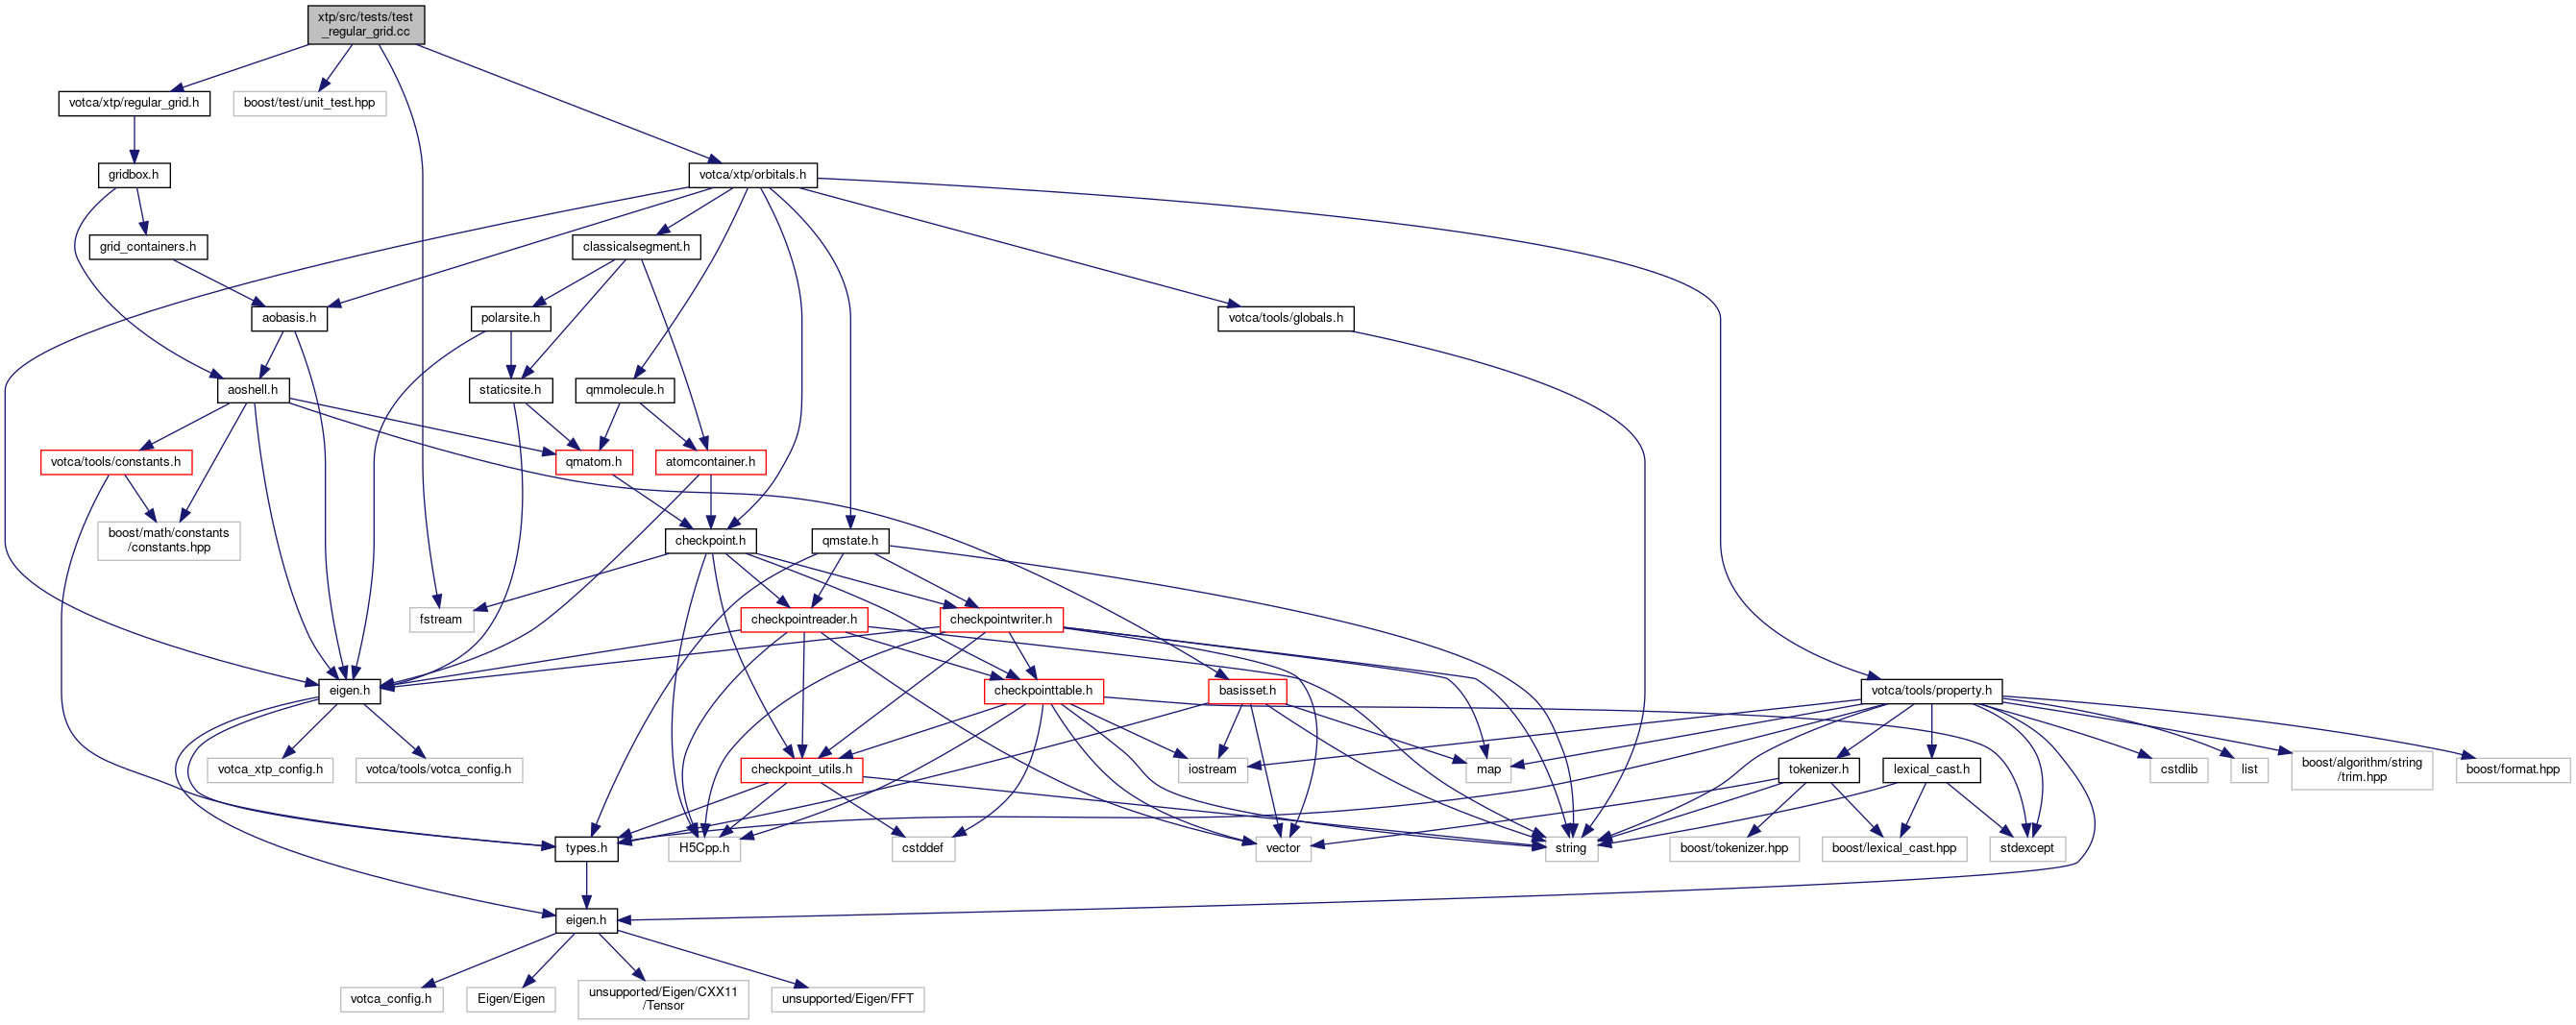 xtp/src/tests/test
_regular_grid.cc
votca/xtp/regular_grid.h
boost/test/unit_test.hpp
gridbox.h
votca/xtp/orbitals.h
grid_containers.h
classicalsegment.h
aobasis.h
polarsite.h
votca/tools/globals.h
aoshell.h
staticsite.h
qmmolecule.h
votca/tools/constants.h
qmatom.h
atomcontainer.h
boost/math/constants
/constants.hpp
checkpoint.h
qmstate.h
fstream
checkpointreader.h
checkpointwriter.h
eigen.h
checkpointtable.h
basisset.h
votca/tools/property.h
votca_xtp_config.h
votca/tools/votca_config.h
checkpoint_utils.h
iostream
map
tokenizer.h
lexical_cast.h
cstdlib
list
boost/algorithm/string
/trim.hpp
boost/format.hpp
types.h
H5Cpp.h
cstddef
vector
string
boost/tokenizer.hpp
boost/lexical_cast.hpp
stdexcept
eigen.h
votca_config.h
Eigen/Eigen
unsupported/Eigen/CXX11
/Tensor
unsupported/Eigen/FFT